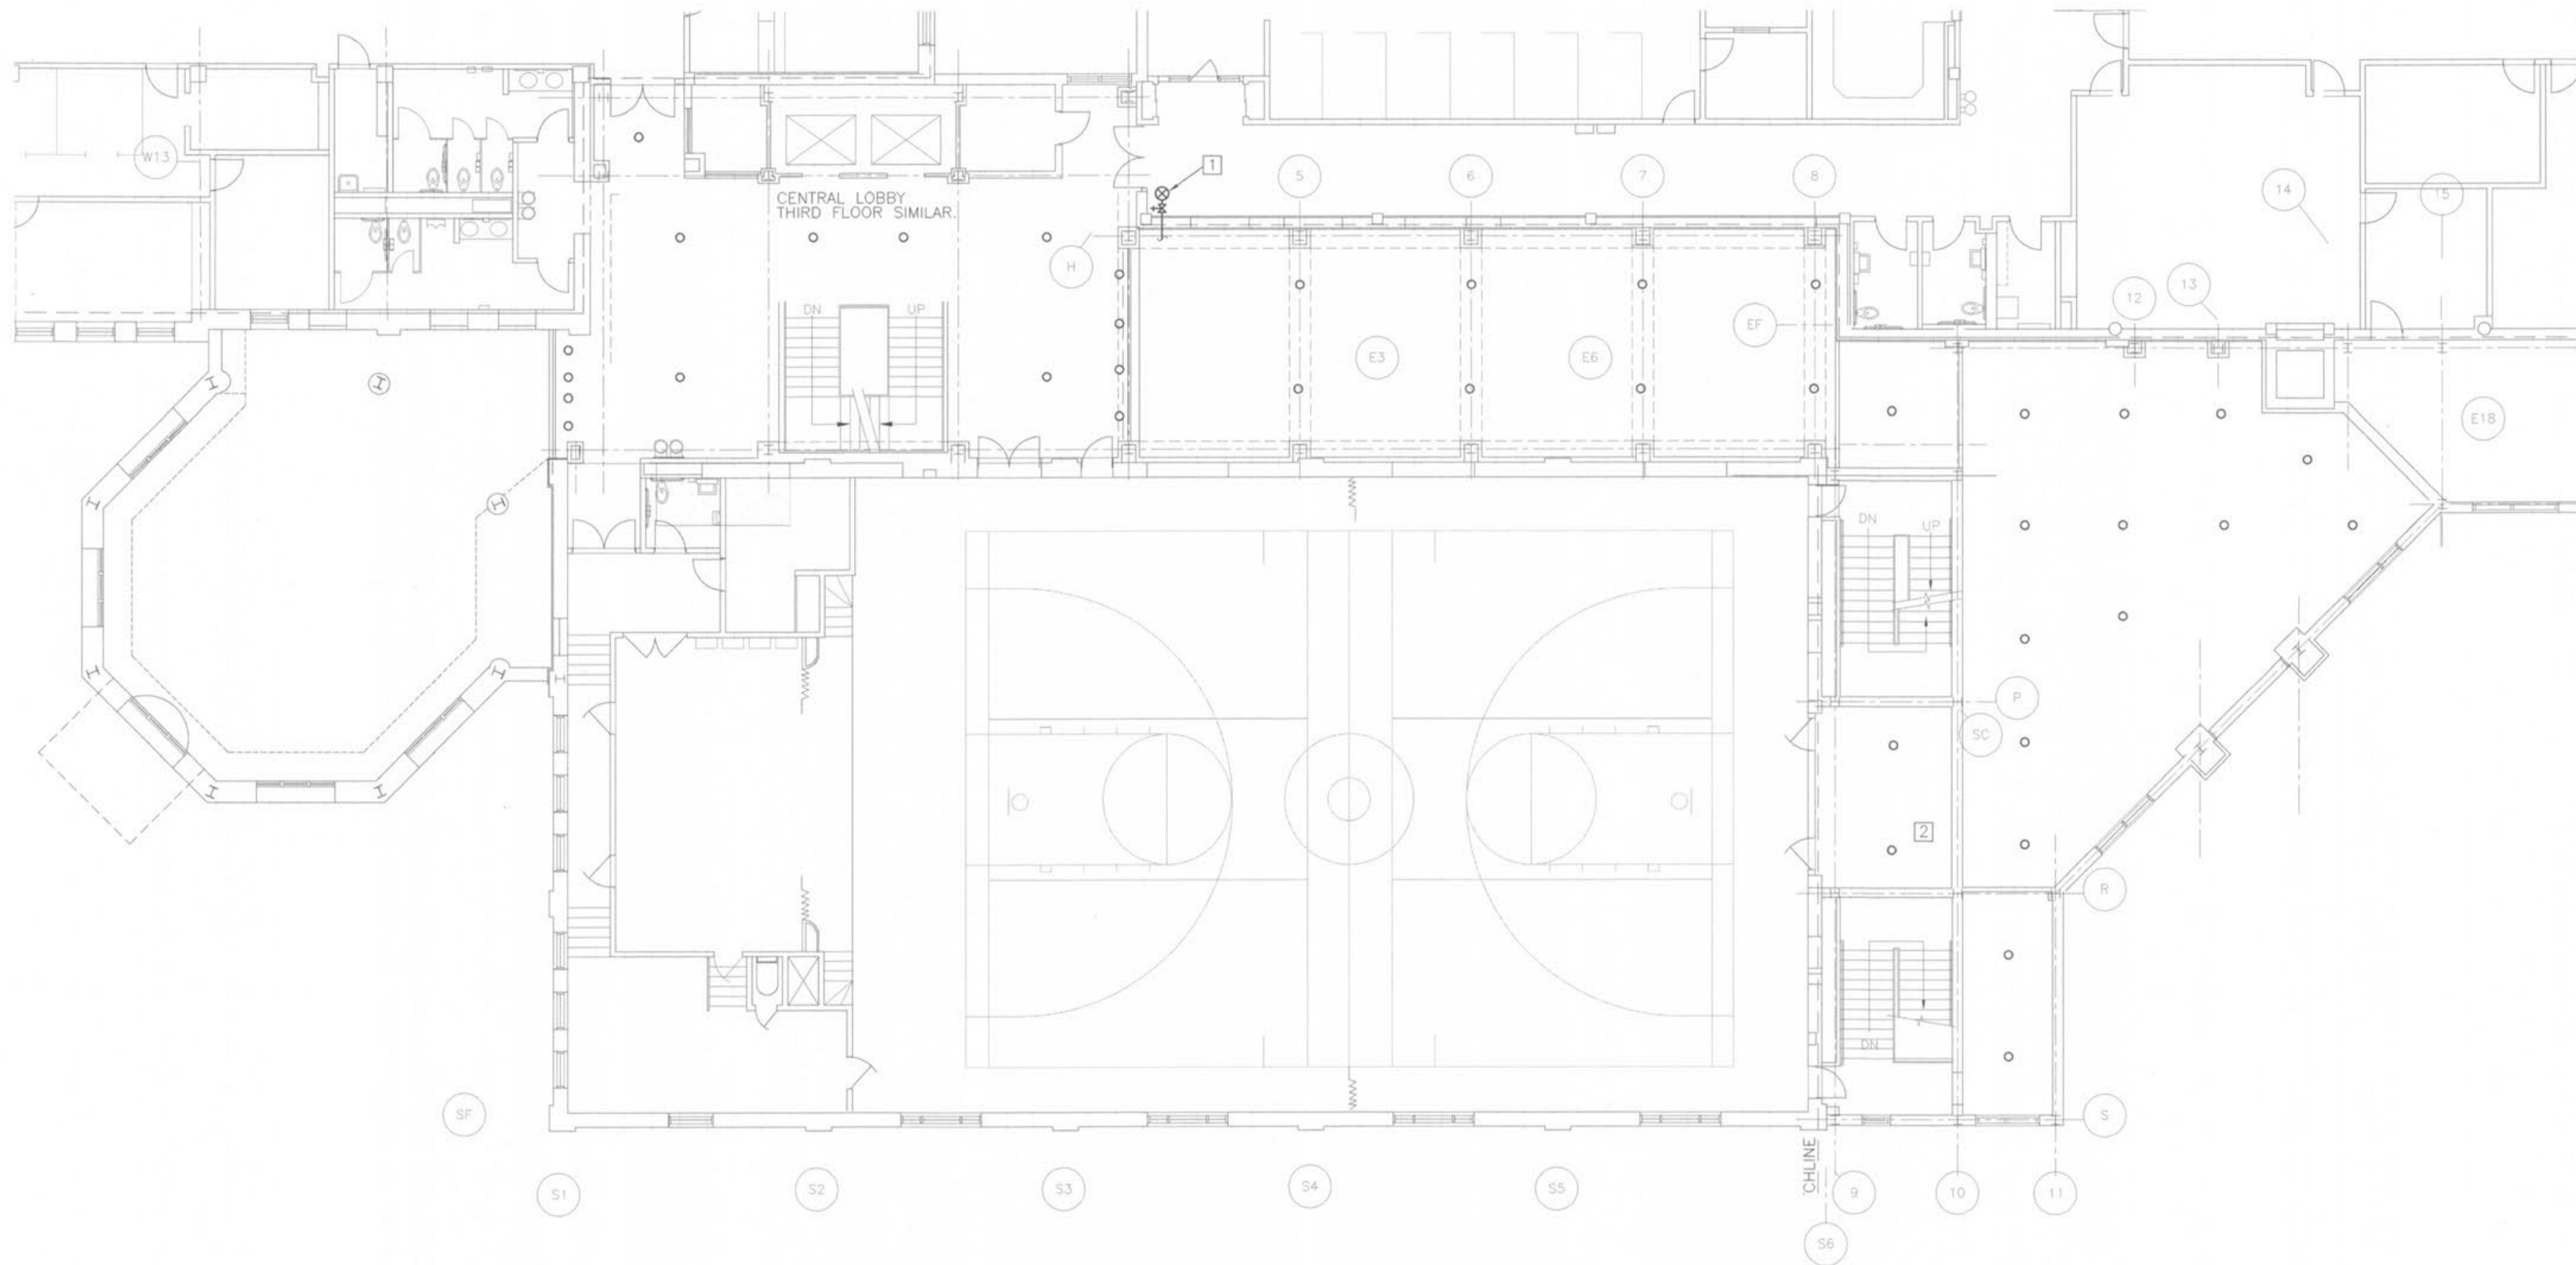 W13
1
5
6
7
8
14
15
CENTRAL LOBBY
THIRD FLOOR SIMILAR.
H
12
13
DN
UP
EF
E3
E6
E18
DN
UP
P
SC
2
R
DN
SF
S
CHLINE
S1
S2
S3
S4
S5
9
10
11
S6